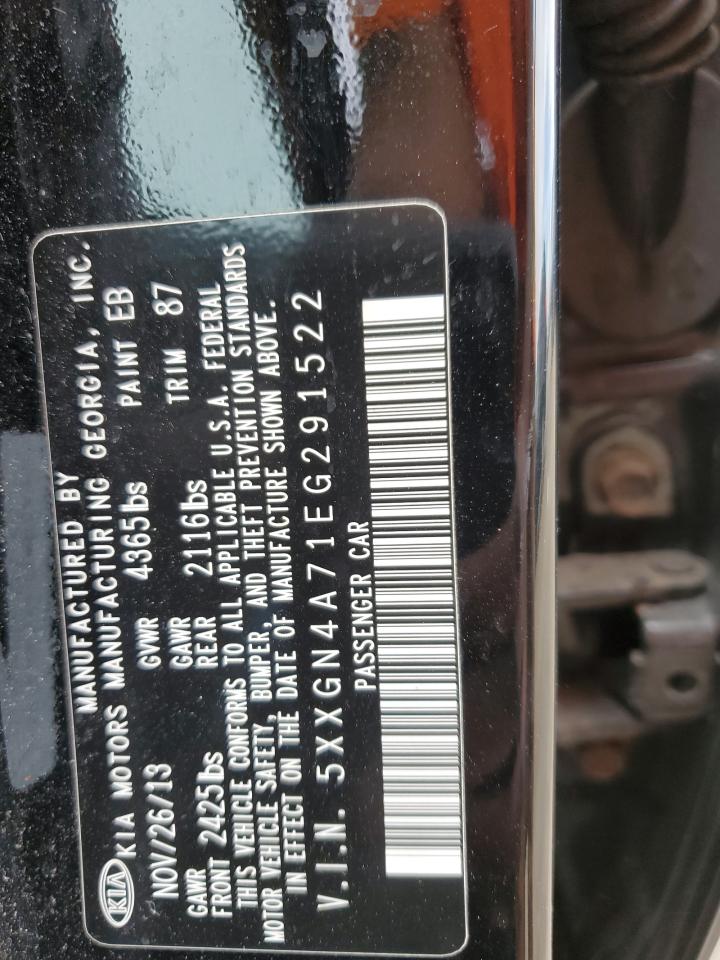 MANUFACTURED BY
KIA KIA MOTORS MANUFACTURING GEORGIA, INC.
NOV/26/13 GVWR 4365lbs PAINT EB
GAWR FRONT 2425lbs GAWR REAR 2116lbs TRIM 87
THIS VEHICLE CONFORMS TO ALL APPLICABLE U.S.A. FEDERAL
MOTOR VEHICLE SAFETY, BUMPER, AND THEFT PREVENTION STANDARDS
IN EFFECT ON THE DATE OF MANUFACTURE SHOWN ABOVE.
V.I.N. 5XXGN4A71EG291522
PASSENGER CAR